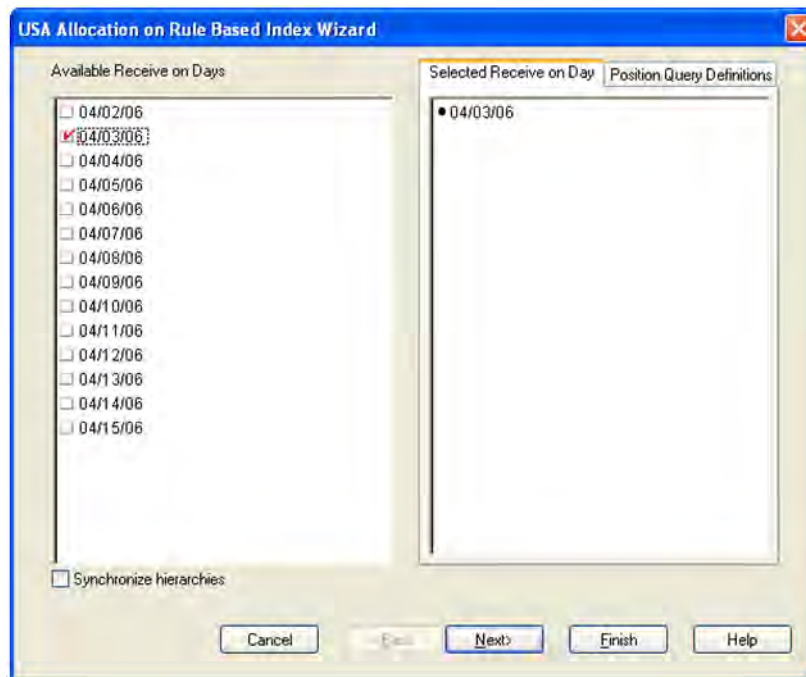 USA Allocation on Rule Based Index Wizard
Available Receive on Days
04/02/06
04/03/06
04/04/06
04/05/06
04/06/06
04/07/06
04/08/06
04/09/06
04/10/06
04/11/06
04/12/06
04/13/06
04/14/06
04/15/06
Synchronize hierarchies
Selected Receive on Day
Position Query Definitions
04/03/06
Cancel
Next>
Finish
Help